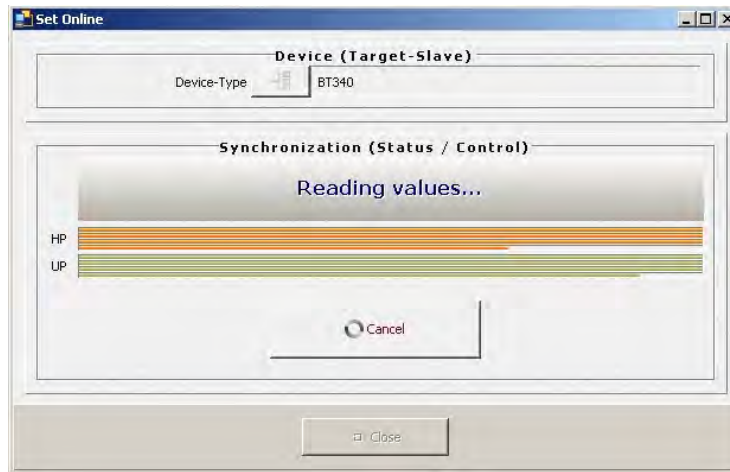 Set Online
Device (Target-Slave)
Device-Type BT340
Synchronization (Status / Control)
Reading values...
HP
UP
Cancel
Close